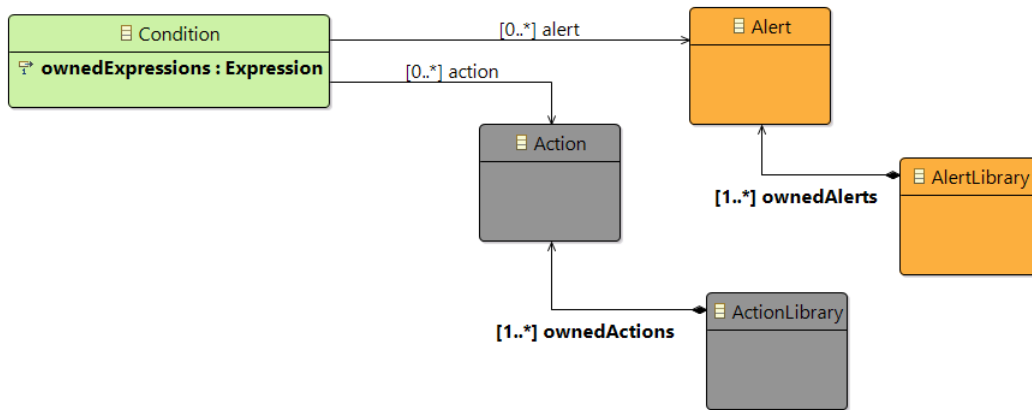 Condition
ownedExpressions : Expression
[0..*] alert
Alert
[0..*] action
Action
AlertLibrary
[1..*] ownedAlerts
ActionLibrary
[1..*] ownedActions